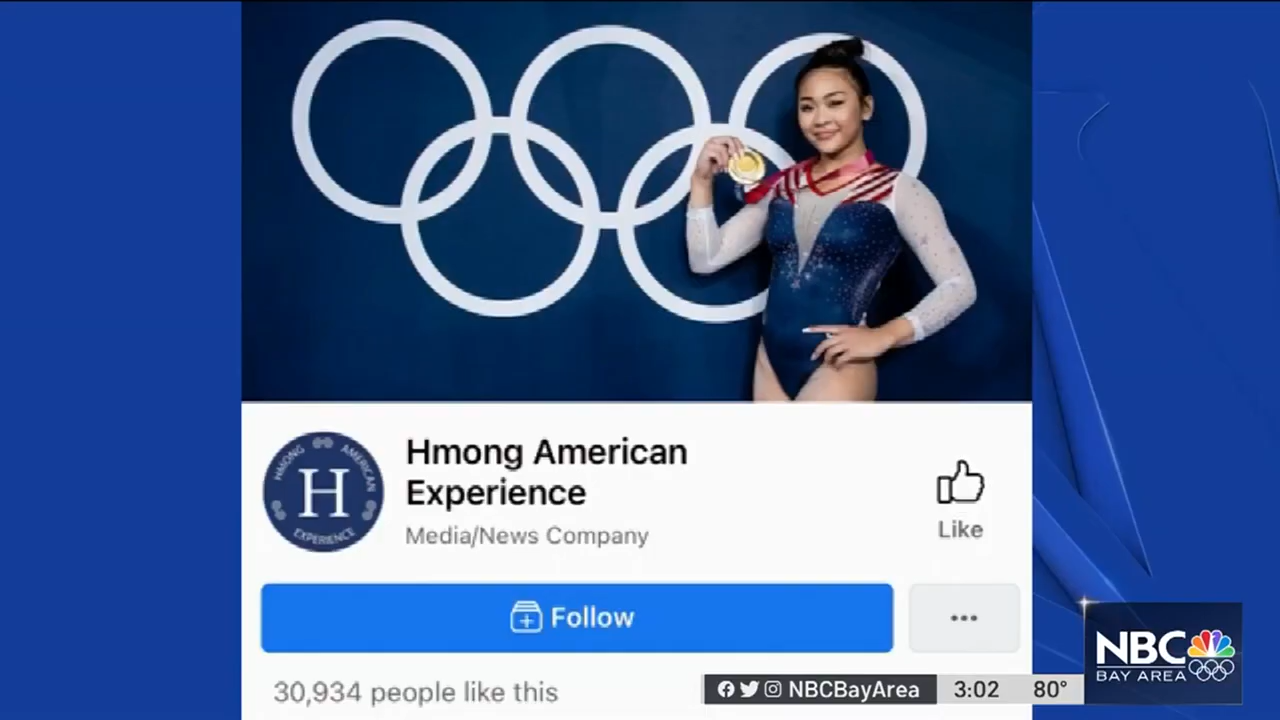 HMONG AMERICAN
EXPERIENCE
H
Hmong American
Experience
Media/News Company
Like
Follow
30,934 people like this
NBCBayArea
3:02
80°
NBC
BAY AREA